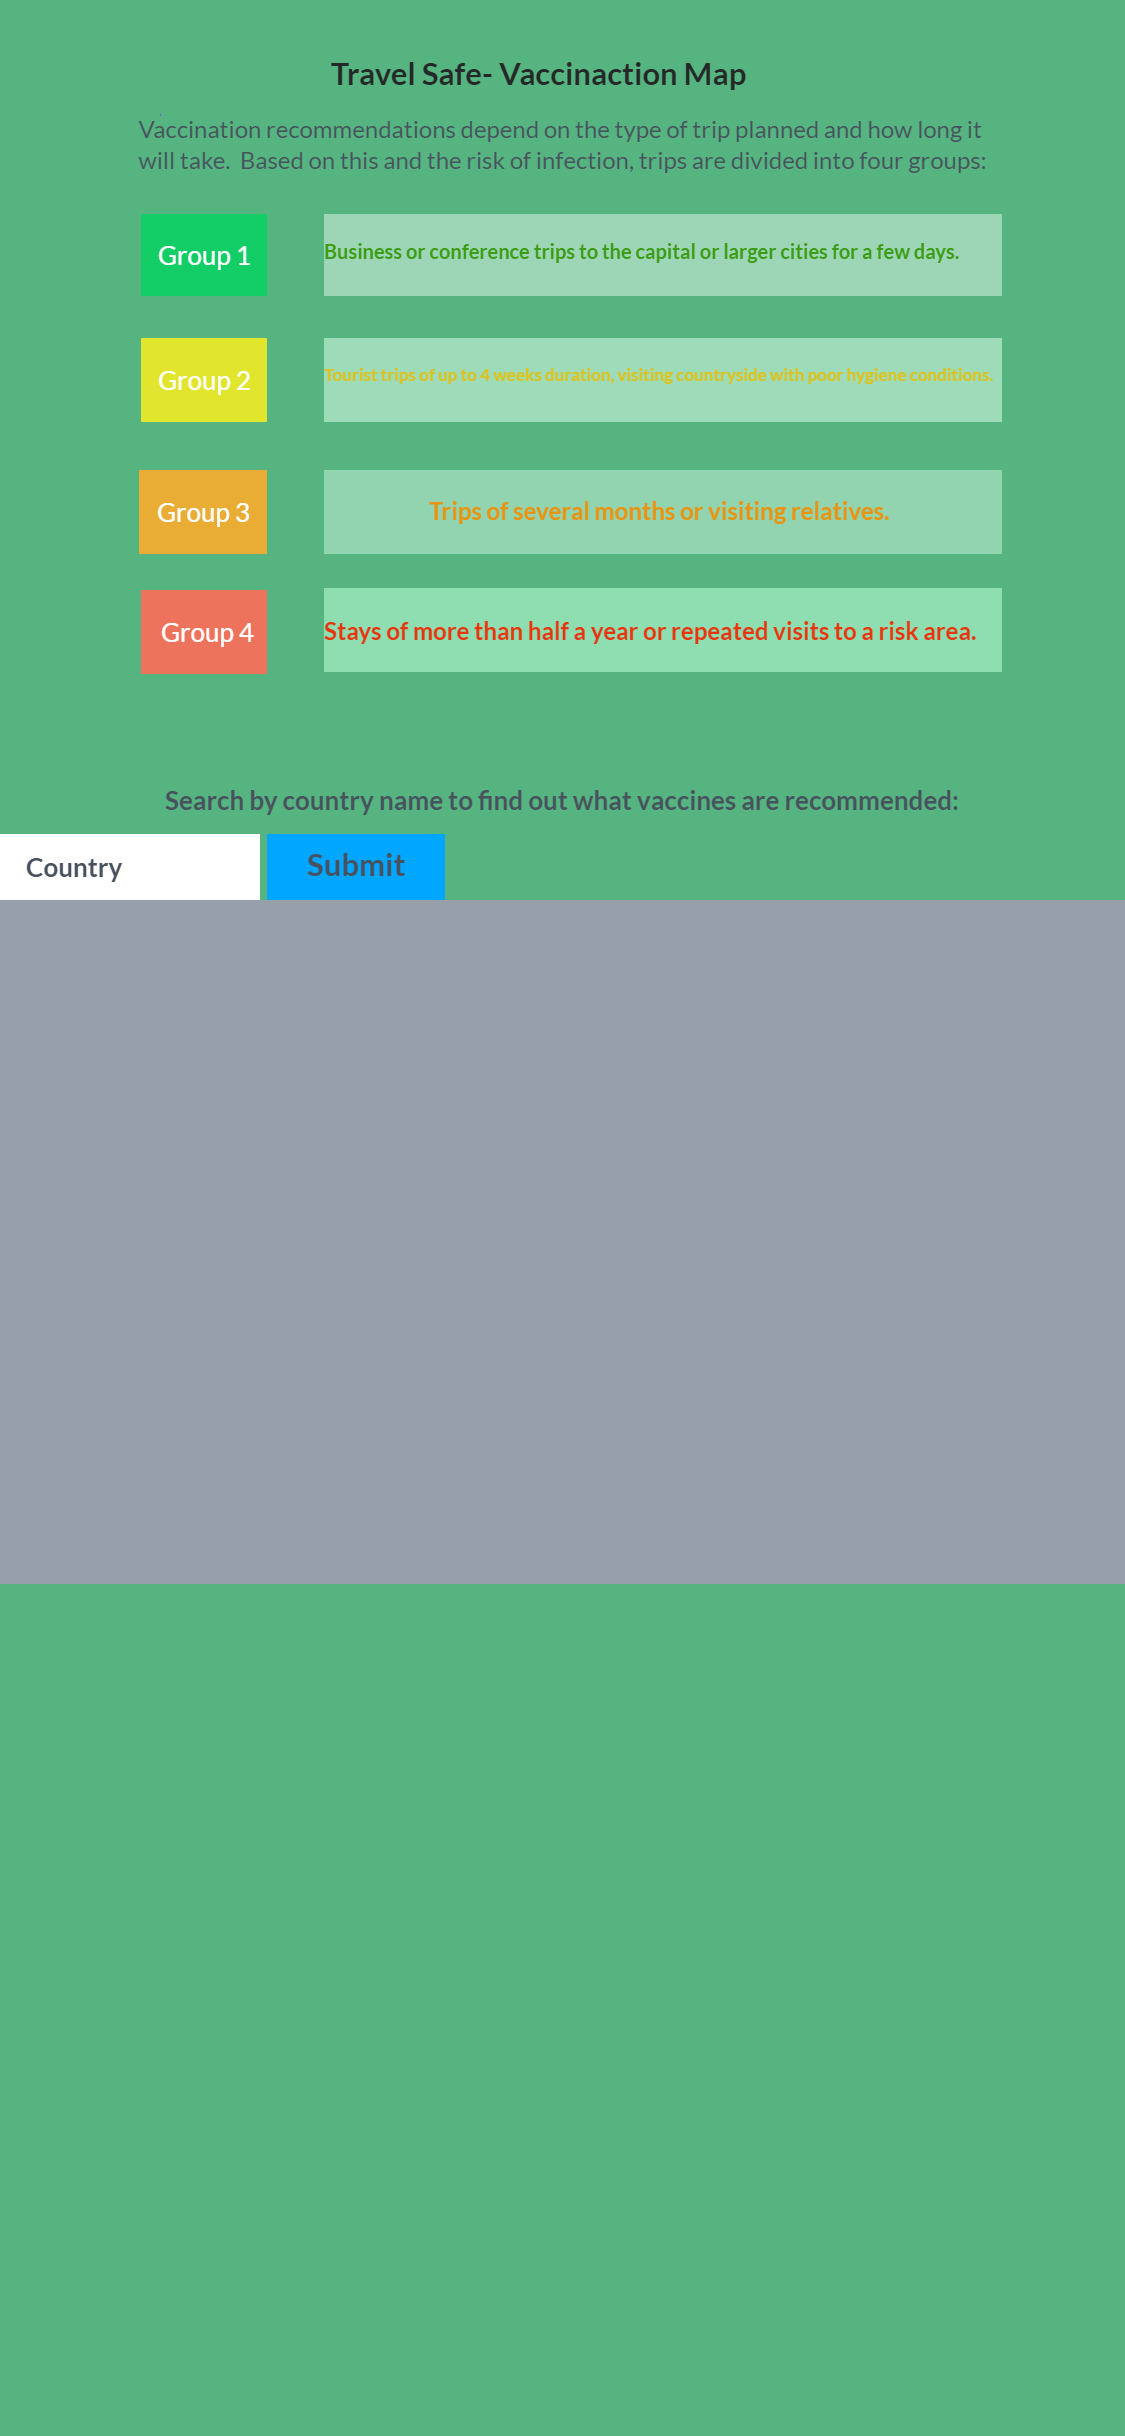 Travel Safe- Vaccinaction Map
Vaccination recommendations depend on the type of trip planned and how long it
will take.  Based on this and the risk of infection, trips are divided into four groups:
Group 1
Business or conference trips to the capital or larger cities for a few days.
Group 2
Tourist trips of up to 4 weeks duration, visiting countryside with poor hygiene conditions.
Group 3
Trips of several months or visiting relatives.
Group 4
Stays of more than half a year or repeated visits to a risk area.
Search by country name to find out what vaccines are recommended:
Country
Submit